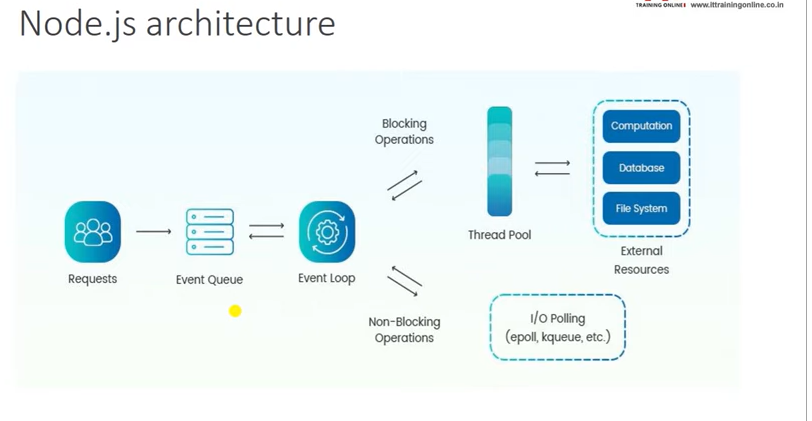 TRAINING ONLINE www.ittrainingonline.co.in
Node.js architecture
Blocking
Operations
Computation
Database
File System
Thread Pool
External
Resources
Requests
Event Queue
Event Loop
Non-Blocking
Operations
I/O Polling
(epoll, kqueue, etc.)